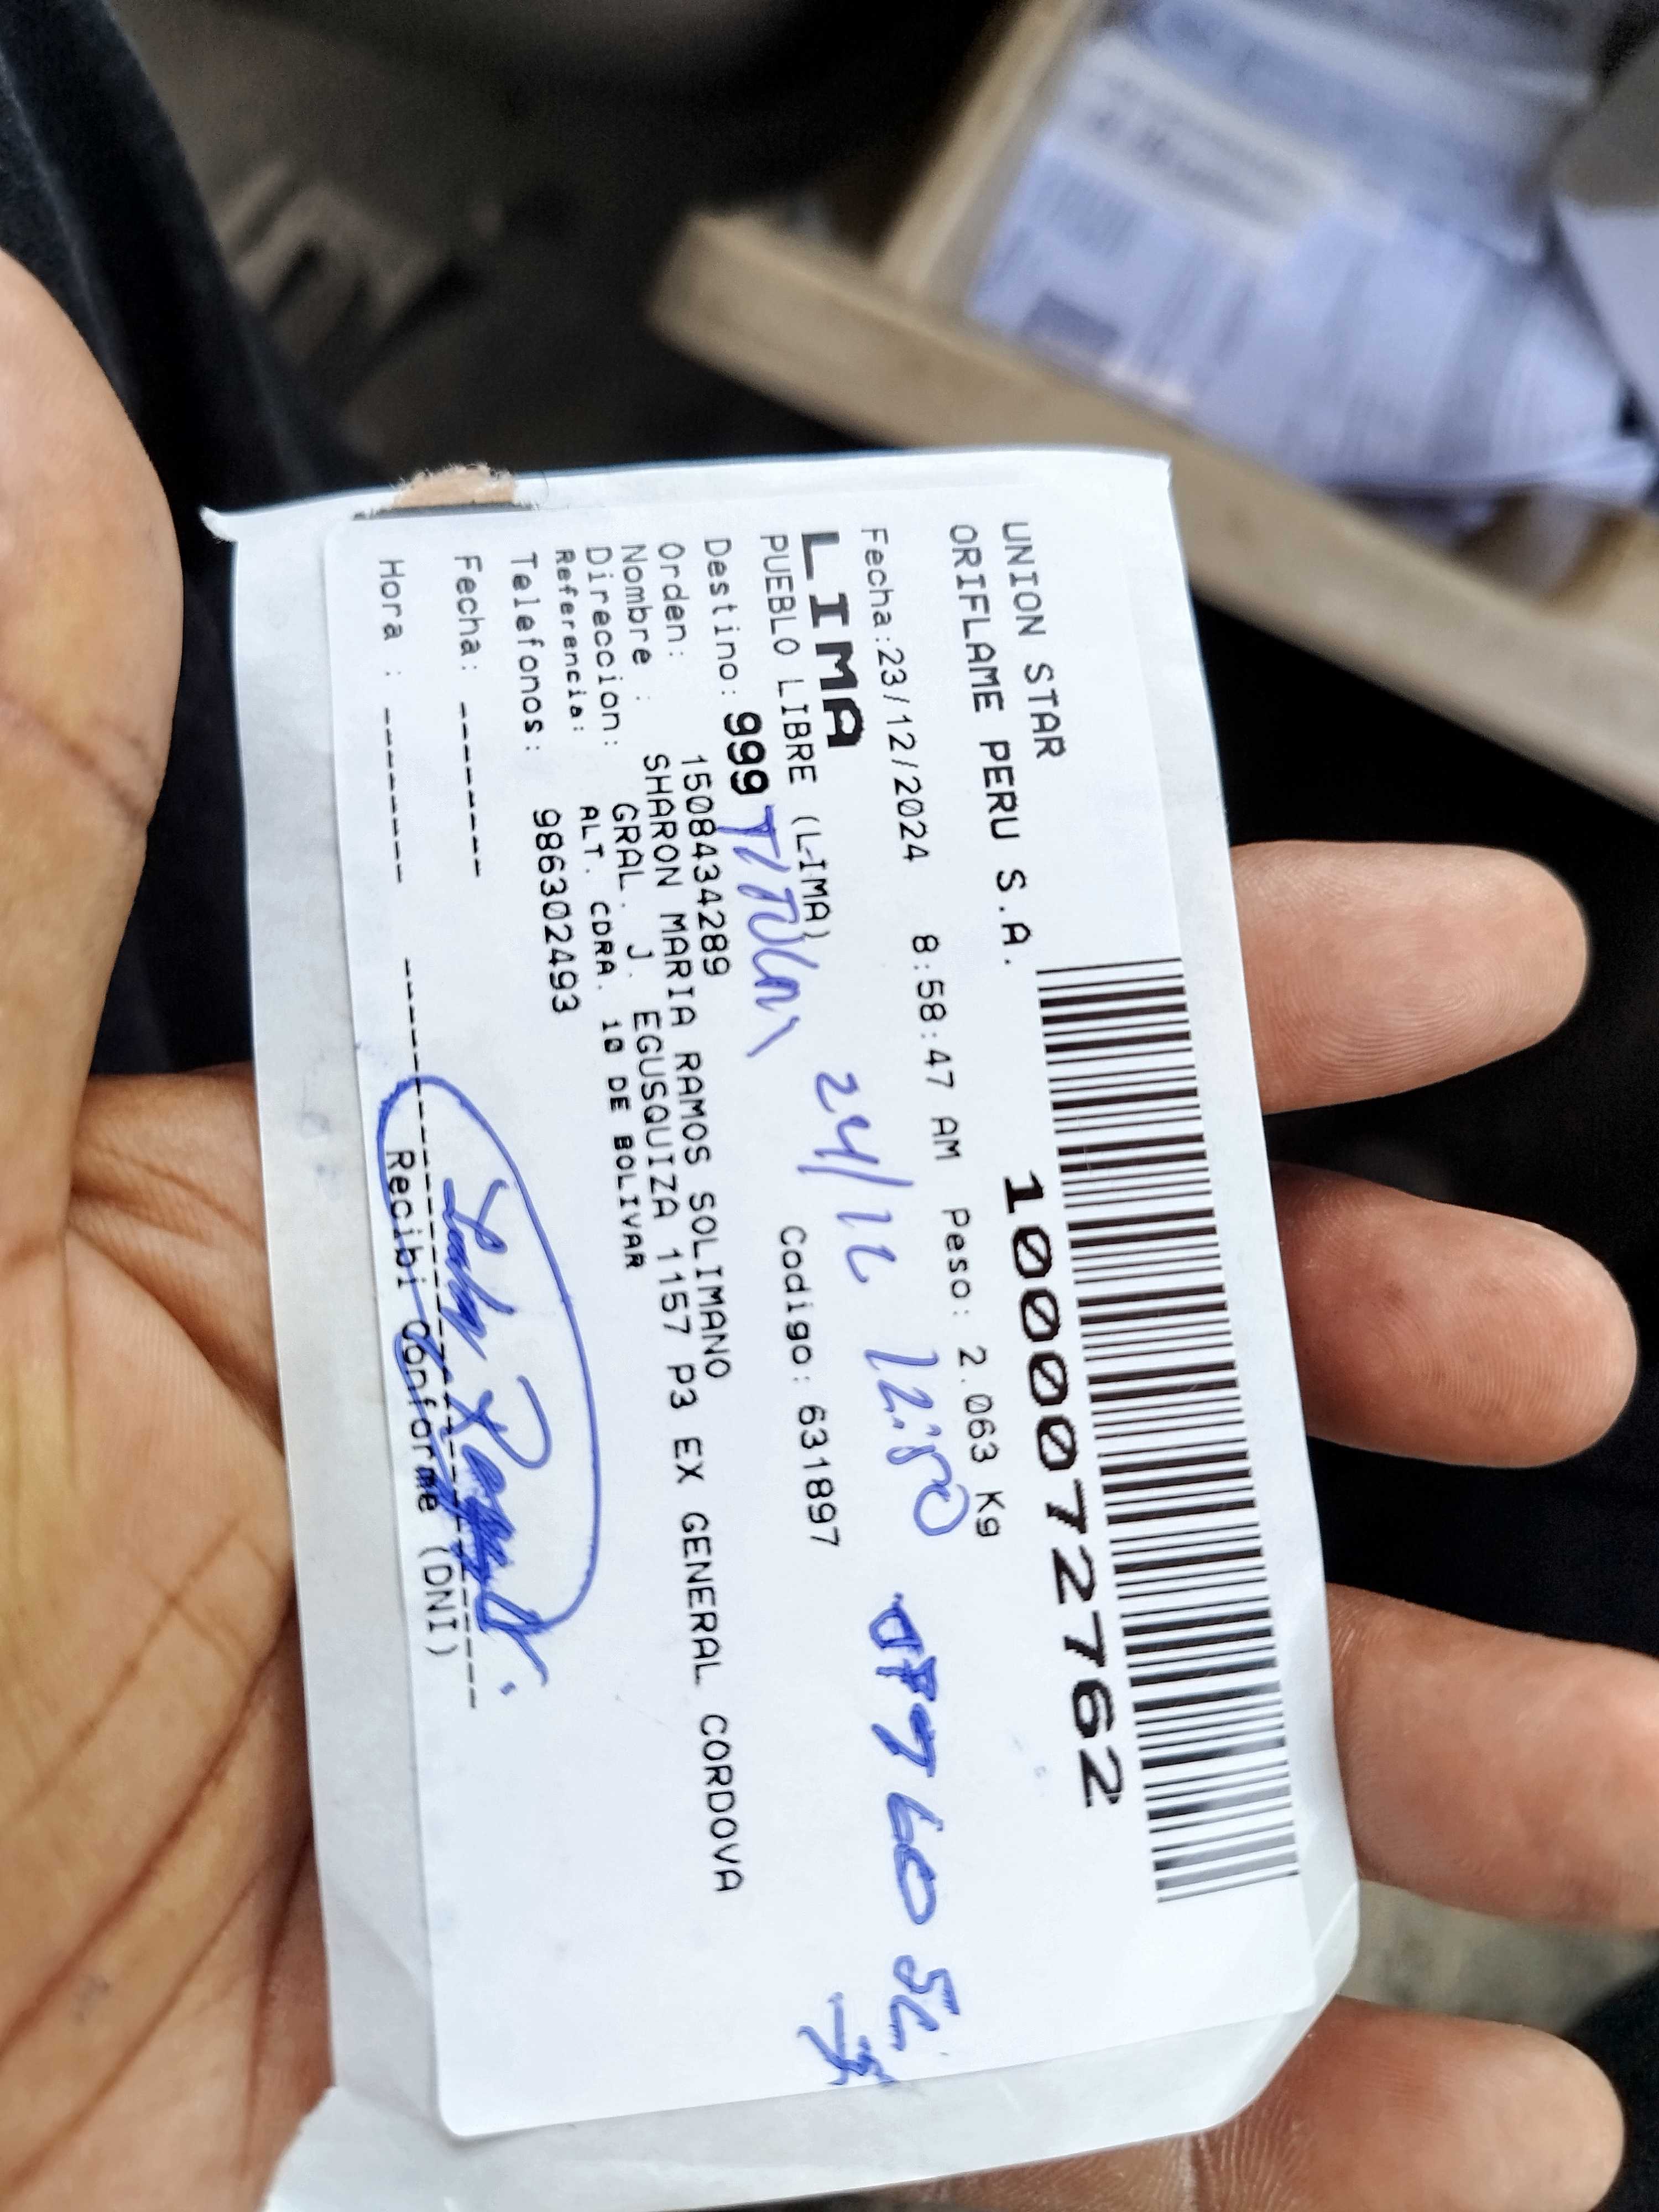 UNION STAR
ORIFLAME PERU S.A.
1000072762
Fecha:23/12/2024 8:58:47 AM Peso: 2.063 Kg
LIMA 24/12 12:50
PUEBLO LIBRE (LIMA) Codigo: 631897
Destino: 999
Orden: 1508434289
Nombre : SHARON MARIA RAMOS SOLIMANO
Direccion: GRAL. J. EGUSQUIZA 1157 P3 EX GENERAL CORDOVA
Referencia: ALT. CDRA. 10 DE BOLIVAR
Telefonos: 986302493
Fecha: -------
Hora : --------
Recibi conforme (DNI)